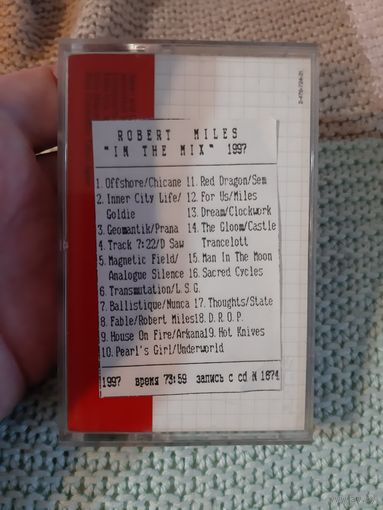 ROBERT MILES
"IN THE MIX" 1997
1. Offshore/Chicane 11. Red Dragon/Sem
2. Inner City Life/ 12. For Us/Miles
Goldie 13. Dream/Clockwork
3. Geomantik/Prana 14. The Gloom/Castle
4. Track 7:22/D Saw Trancelott
5. Magnetic Field/ 15. Man In The Moon
Analogue Silence 16. Sacred Cycles
6. Transmutation/L.S.G.
7. Ballistique/Nunca 17. Thoughts/State
8. Fable/Robert Miles18. D.R.O.P.
9. House On Fire/Arkana19. Hot Knives
10. Pearl's Girl/Underworld
1997 время 73:59 запись с cd N 1874